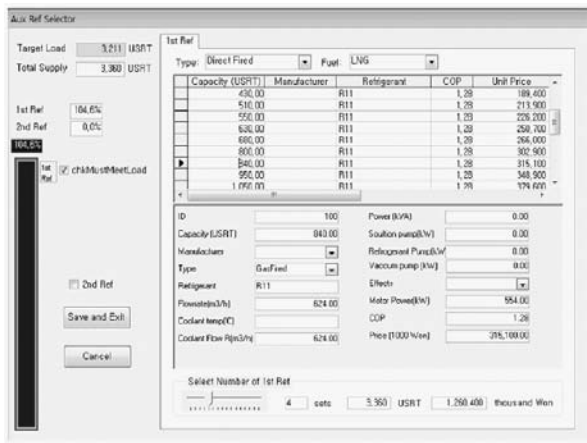 Aux Ref Selector
Target Load 3,211 USRT
Total Supply 3,360 USRT
1st Ref 104,6%
2nd Ref 0,0%
104,6%
1st Ref
chkMustMeetLoad
2nd Ref
Save and Exit
Cancel
1st Ref
Type: Direct Fired Fuel: LNG
Capacity (USRT) Manufacturer Refrigerant COP Unit Price
430,00 R11 1,28 189,400
510,00 R11 1,28 213,900
550,00 R11 1,28 226,200
630,00 R11 1,28 250,700
680,00 R11 1,28 266,000
800,00 R11 1,28 302,900
840,00 R11 1,28 315,100
950,00 R11 1,28 348,900
1,050,00 R11 1,28 379,600
ID 100 Power (kVA) 0.00
Capacity (USRT) 840.00 Soultion pump(kW) 0.00
Manufacturer Refriogerant Pump(kW 0.00
Type GasFired Vaccum pump (kW) 0.00
Refrigerant R11 Effects
Flowrate(m3/h) 624.00 Motor Power(kW) 554.00
Coolant temp(C) COP 1.28
Coolant Flow R(m3/h) 624.00 Price (1000 Won) 315,100.00
Select Number of 1st Ref
4 sets 3,360 USRT 1,260,400 thousand Won